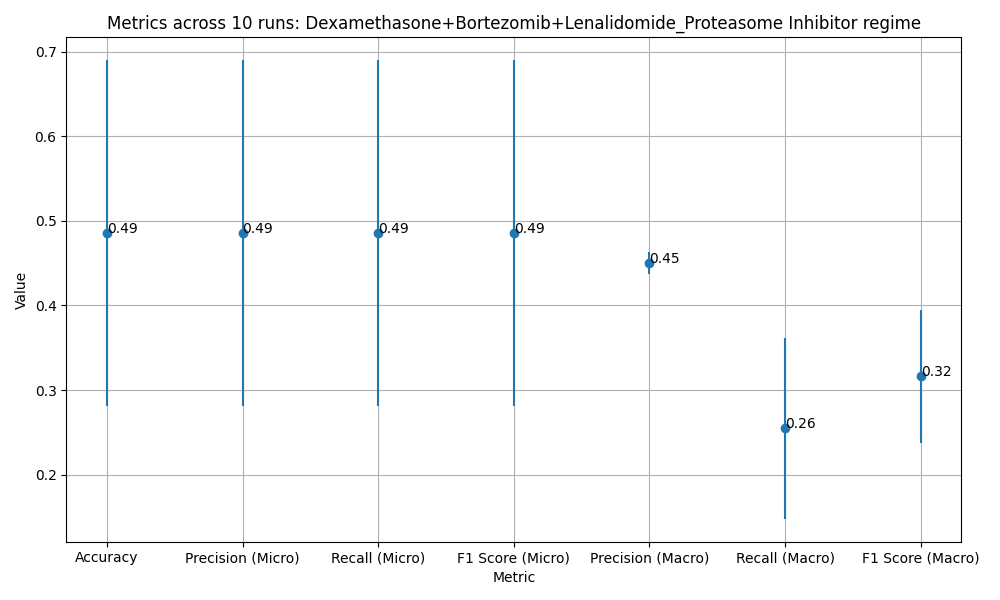 Metrics across 10 runs: Dexamethasone+Bortezomib+Lenalidomide_Proteasome Inhibitor regime
Value
0.7
0.6
0.5
0.4
0.3
0.2
0.49
0.49
0.49
0.49
0.45
0.26
0.32
Accuracy
Precision (Micro)
Recall (Micro)
F1 Score (Micro)
Precision (Macro)
Recall (Macro)
F1 Score (Macro)
Metric